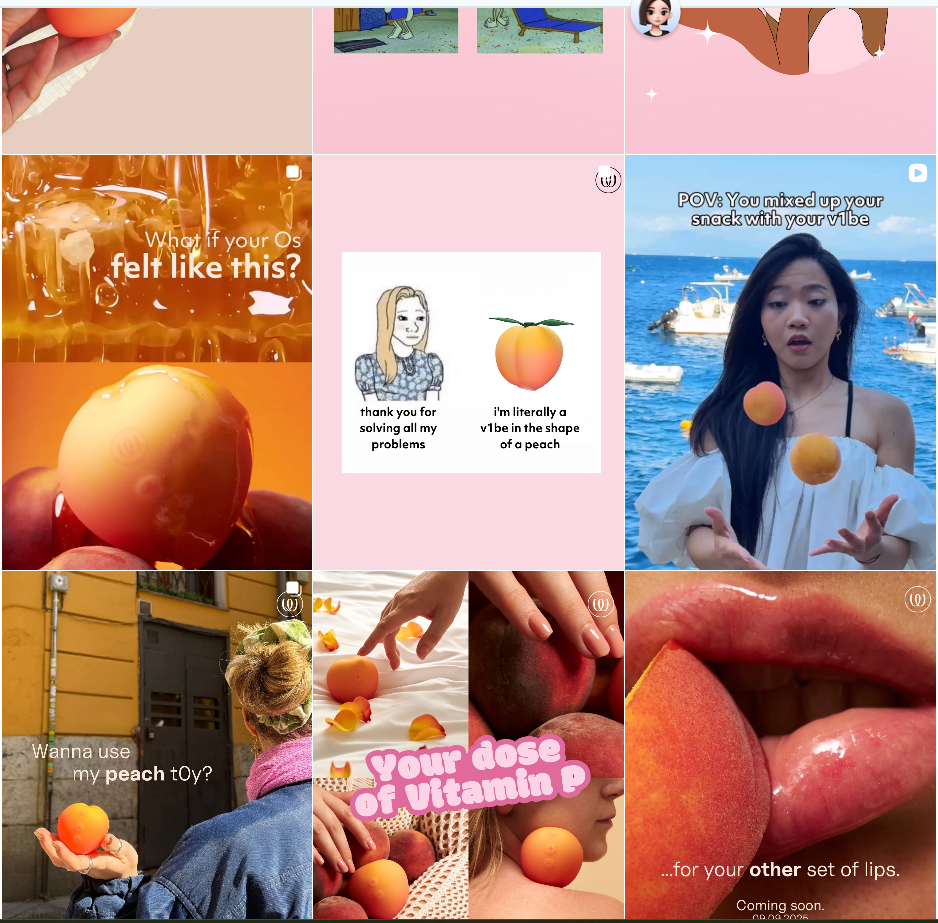 What if your Os
felt like this?
thank you for
solving all my
problems
i'm literally a
v1be in the shape
of a peach
POV: You mixed up your
snack with your v1be
Wanna use
my peach t0y?
Your dose
of Vitamin P
...for your other set of lips.
Coming soon.
09.09.2025